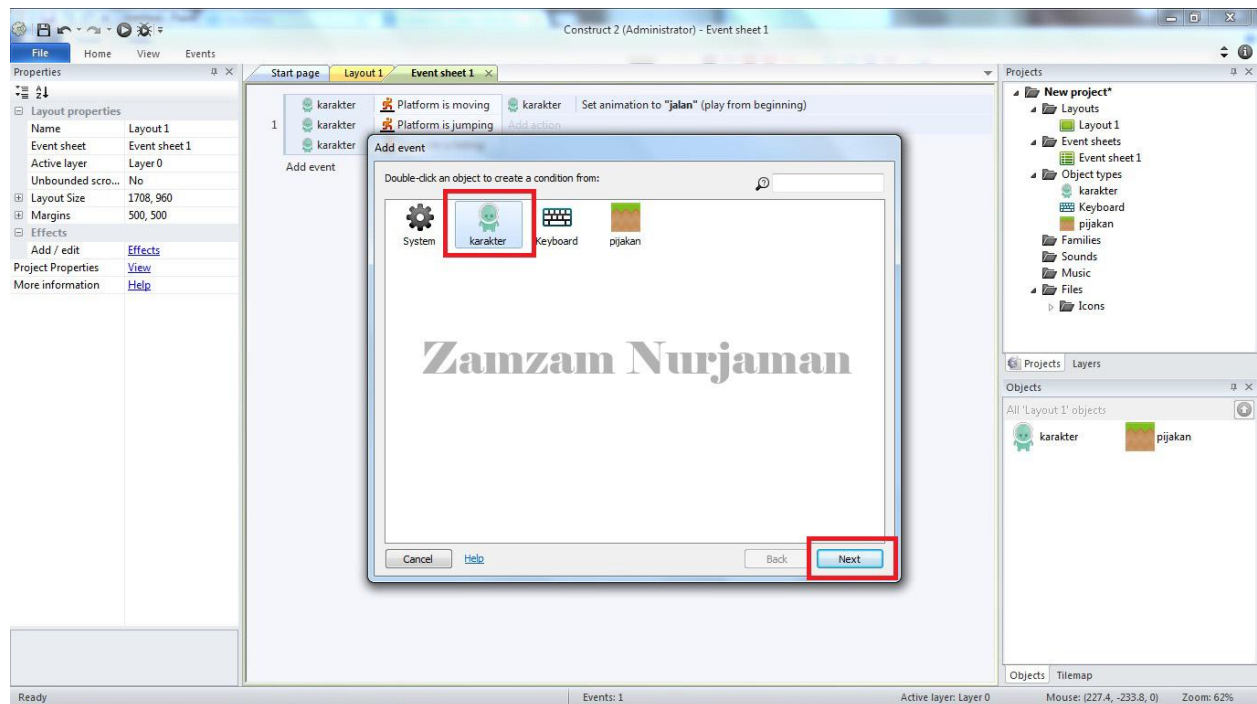 Construct 2 (Administrator) - Event sheet 1
File Home View Events
Properties
Layout properties
Name Layout 1
Event sheet Event sheet 1
Active layer Layer 0
Unbounded scro... No
Layout Size 1708, 960
Margins 500, 500
Effects
Add / edit Effects
Project Properties View
More information Help
Start page Layout 1 Event sheet 1
karakter Platform is moving karakter Set animation to "jalan" (play from beginning)
1 karakter Platform is jumping Add action
karakter
Add event
Add event
Double-click an object to create a condition from:
System karakter Keyboard pijakan
Zamzam Nurjaman
Cancel Help Back Next
Projects
New project*
Layouts
Layout 1
Event sheets
Event sheet 1
Object types
karakter
Keyboard
pijakan
Families
Sounds
Music
Files
Icons
Projects Layers
Objects
All 'Layout 1' objects
karakter pijakan
Objects Tilemap
Ready Events: 1 Active layer: Layer 0 Mouse: (227.4, -233.8, 0) Zoom: 62%